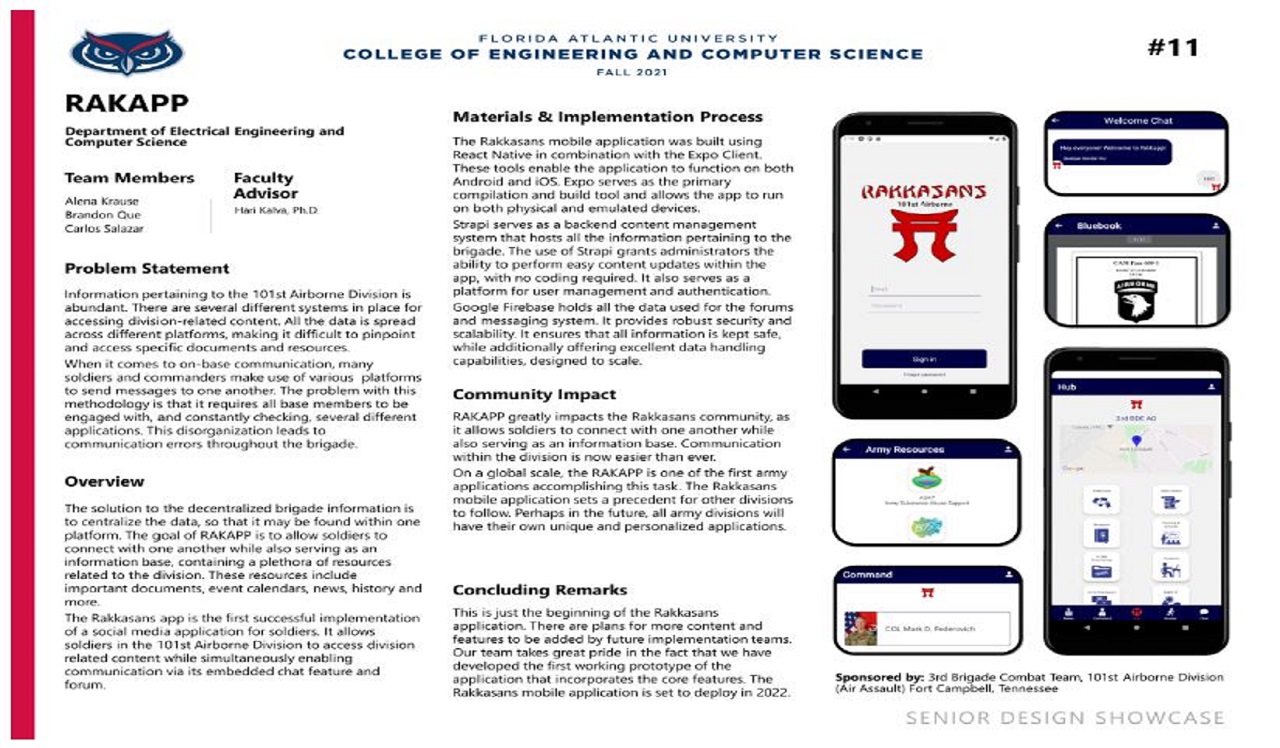 FLORIDA ATLANTIC UNIVERSITY
COLLEGE OF ENGINEERING AND COMPUTER SCIENCE
FALL 2021
#11
RAKAPP
Department of Electrical Engineering and
Computer Science
Team Members
Alena Krause
Brandon Que
Carlos Salazar
Faculty
Advisor
Hari Kalva, Ph.D.
Problem Statement
Information pertaining to the 101st Airborne Division is
abundant. There are several different systems in place for
accessing division-related content. All the data is spread
across different platforms, making it difficult to pinpoint
and access specific documents and resources.
When it comes to on-base communication, many
soldiers and commanders make use of various platforms
to send messages to one another. The problem with this
methodology is that it requires all base members to be
engaged with, and constantly checking, several different
applications. This disorganization leads to
communication errors throughout the brigade.
Overview
The solution to the decentralized brigade information is
to centralize the data, so that it may be found within one
platform. The goal of RAKAPP is to allow soldiers to
connect with one another while also serving as an
information base, containing a plethora of resources
related to the division. These resources include
important documents, event calendars, news, history and
more.
The Rakkasans app is the first successful implementation
of a social media application for soldiers. It allows
soldiers in the 101st Airborne Division to access division
related content while simultaneously enabling
communication via its embedded chat feature and
forum.
Materials & Implementation Process
The Rakkasans mobile application was built using
React Native in combination with the Expo Client.
These tools enable the application to function on both
Android and iOS. Expo serves as the primary
compilation and build tool and allows the app to run
on both physical and emulated devices.
Strapi serves as a backend content management
system that hosts all the information pertaining to the
brigade. The use of Strapi grants administrators the
ability to perform easy content updates within the
app, with no coding required. It also serves as a
platform for user management and authentication.
Google Firebase holds all the data used for the forums
and messaging system. It provides robust security and
scalability. It ensures that all information is kept safe,
while additionally offering excellent data handling
capabilities, designed to scale.
Community Impact
RAKAPP greatly impacts the Rakkasans community, as
it allows soldiers to connect with one another while
also serving as an information base. Communication
within the division is now easier than ever.
On a global scale, the RAKAPP is one of the first army
applications accomplishing this task. The Rakkasans
mobile application sets a precedent for other divisions
to follow. Perhaps in the future, all army divisions will
have their own unique and personalized applications.
Concluding Remarks
This is just the beginning of the Rakkasans
application. There are plans for more content and
features to be added by future implementation teams.
Our team takes great pride in the fact that we have
developed the first working prototype of the
application that incorporates the core features. The
Rakkasans mobile application is set to deploy in 2022.
RAKKASANS
101st Airborne
Email
Password
Sign in
Welcome Chat
Hey everyone! Welcome to Rakkapp!
Bluebook
AIRBORNE
Army Resources
ASAP
Army Substance Abuse Support
Command
COL Mark D. Federovich
Hub
3rd BDE AO
Google
Sponsored by: 3rd Brigade Combat Team, 101st Airborne Division
(Air Assault) Fort Campbell, Tennessee
SENIOR DESIGN SHOWCASE